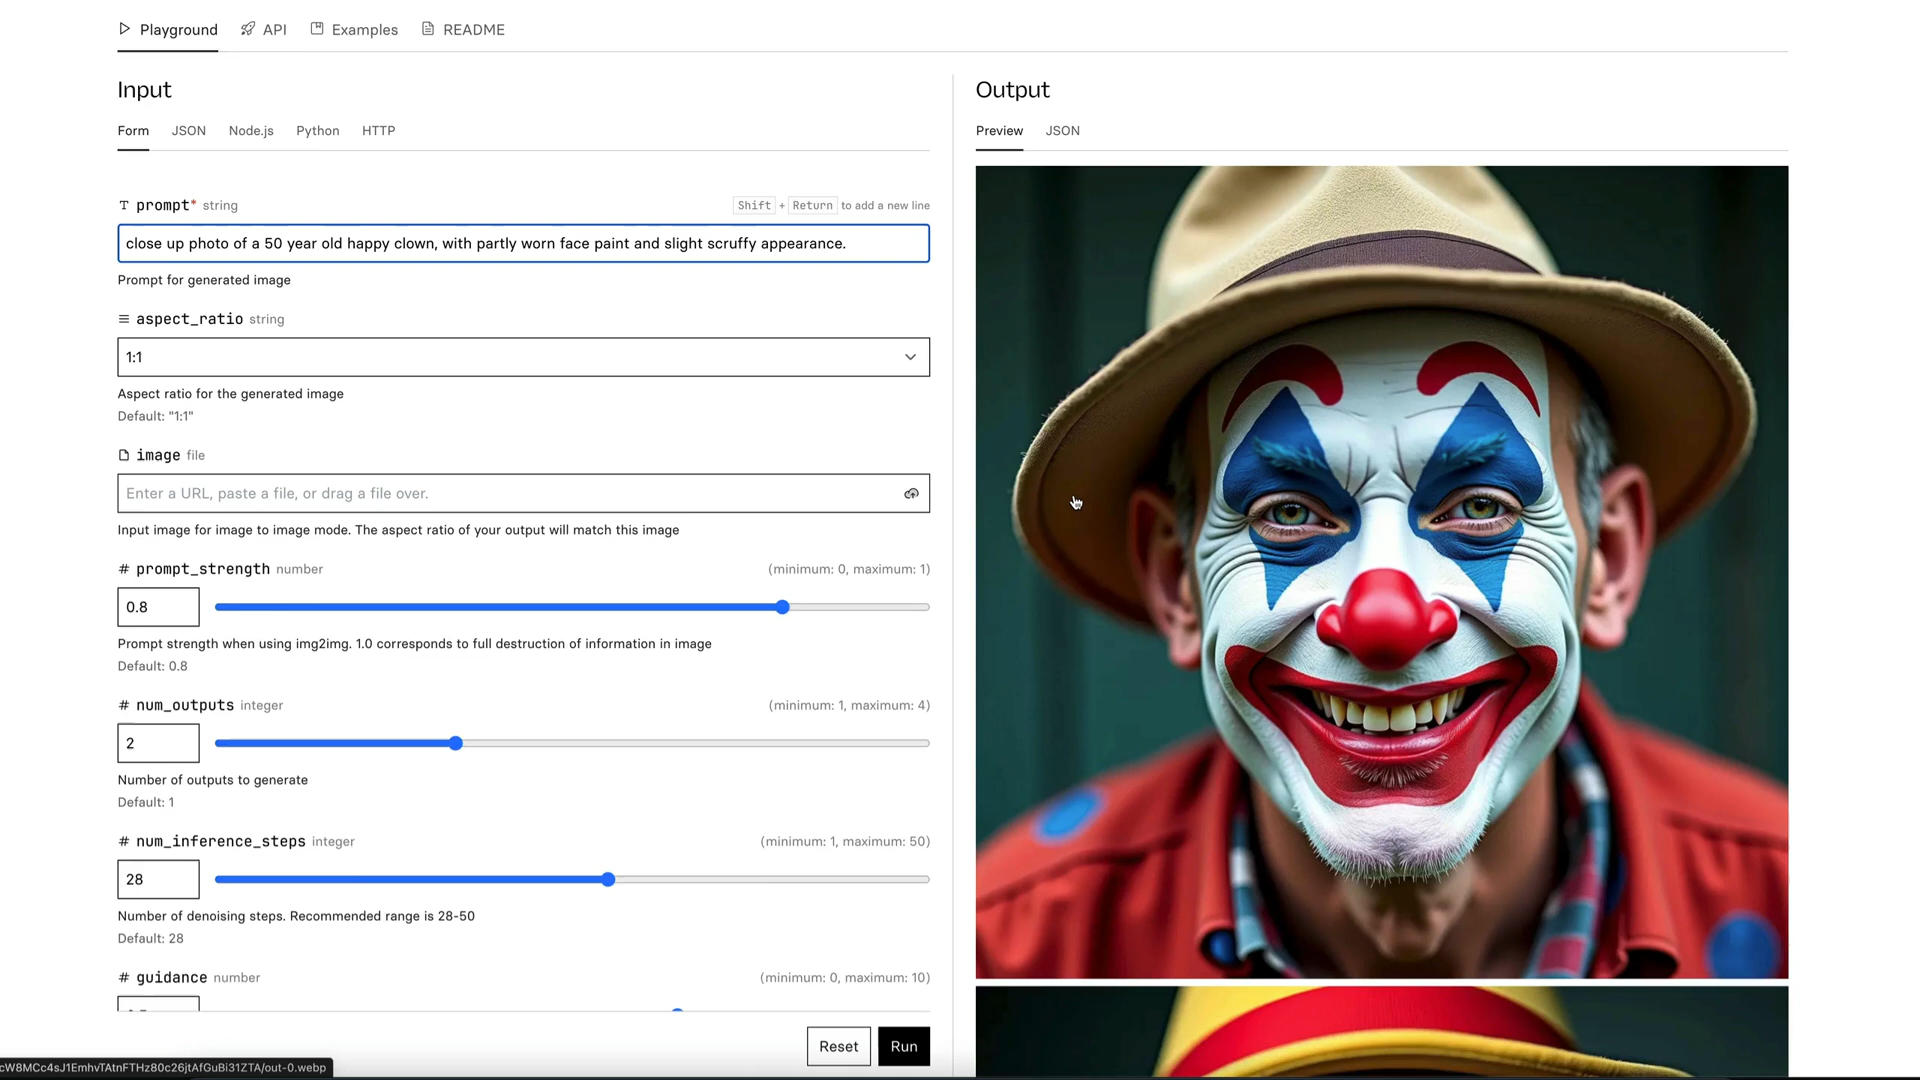 Playground API Examples README
Input
Form JSON Node.js Python HTTP
prompt* string Shift + Return to add a new line
close up photo of a 50 year old happy clown, with partly worn face paint and slight scruffy appearance.
Prompt for generated image
aspect_ratio string
1:1
Aspect ratio for the generated image
Default: "1:1"
image file
Enter a URL, paste a file, or drag a file over.
Input image for image to image mode. The aspect ratio of your output will match this image
# prompt_strength number (minimum: 0, maximum: 1)
0.8
Prompt strength when using img2img. 1.0 corresponds to full destruction of information in image
Default: 0.8
# num_outputs integer (minimum: 1, maximum: 4)
2
Number of outputs to generate
Default: 1
# num_inference_steps integer (minimum: 1, maximum: 50)
28
Number of denoising steps. Recommended range is 28-50
Default: 28
# guidance number (minimum: 0, maximum: 10)
Reset Run
Output
Preview JSON